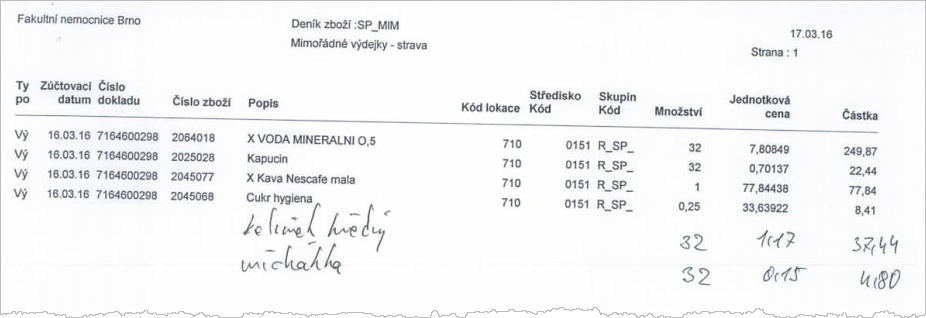 Fakultní nemocnice Brno
Deník zboží :SP_MIM
Mimořádné výdejky - strava
17.03.16
Strana : 1
Ty po Zúčtovací datum Číslo dokladu Číslo zboží Popis Kód lokace Středisko Kód Skupin Kód Množství Jednotková cena Částka
Vý 16.03.16 7164600298 2064018 X VODA MINERALNI O,5 710 0151 R_SP_ 32 7,80849 249,87
Vý 16.03.16 7164600298 2025028 Kapucin 710 0151 R_SP_ 32 0,70137 22,44
Vý 16.03.16 7164600298 2045077 X Kava Nescafe mala 710 0151 R_SP_ 1 77,84438 77,84
Vý 16.03.16 7164600298 2045068 Cukr hygiena 710 0151 R_SP_ 0,25 33,63922 8,41
kelímek hnědý 32 1,17 37,44
míchátka 32 0,15 4,80